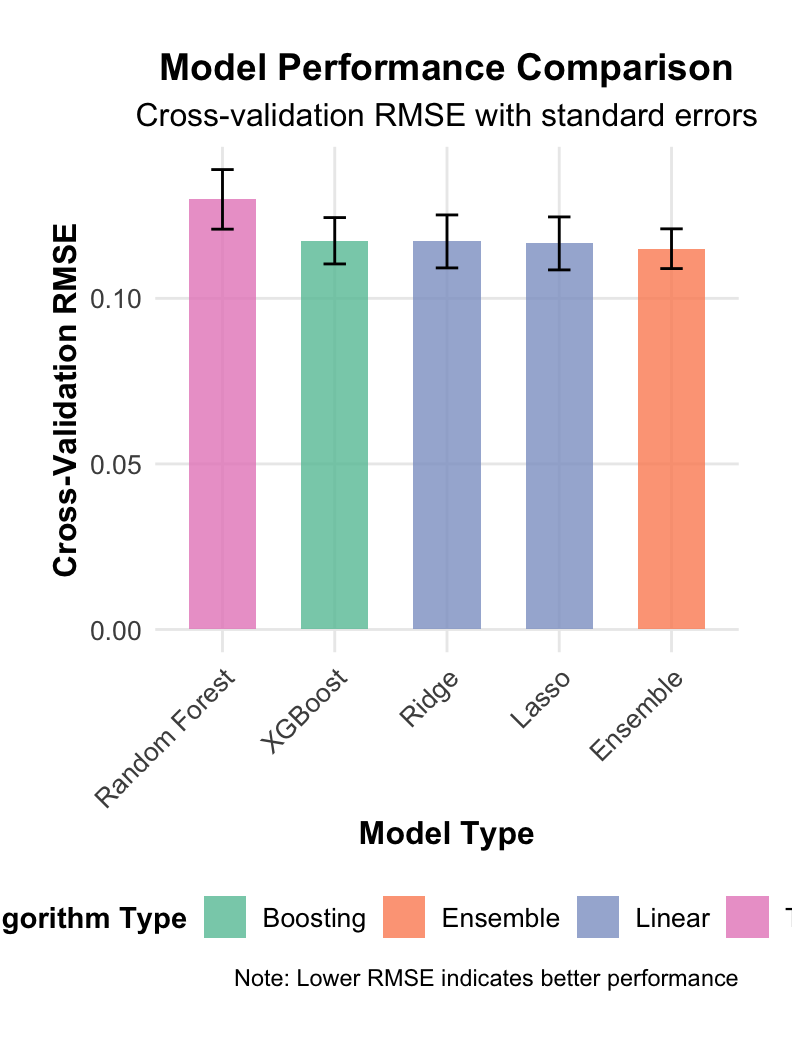 Model Performance Comparison
Cross-validation RMSE with standard errors
Cross-Validation RMSE
0.10
0.05
0.00
Random Forest
XGBoost
Ridge
Lasso
Ensemble
Model Type
gorithm Type Boosting Ensemble Linear T
Note: Lower RMSE indicates better performance